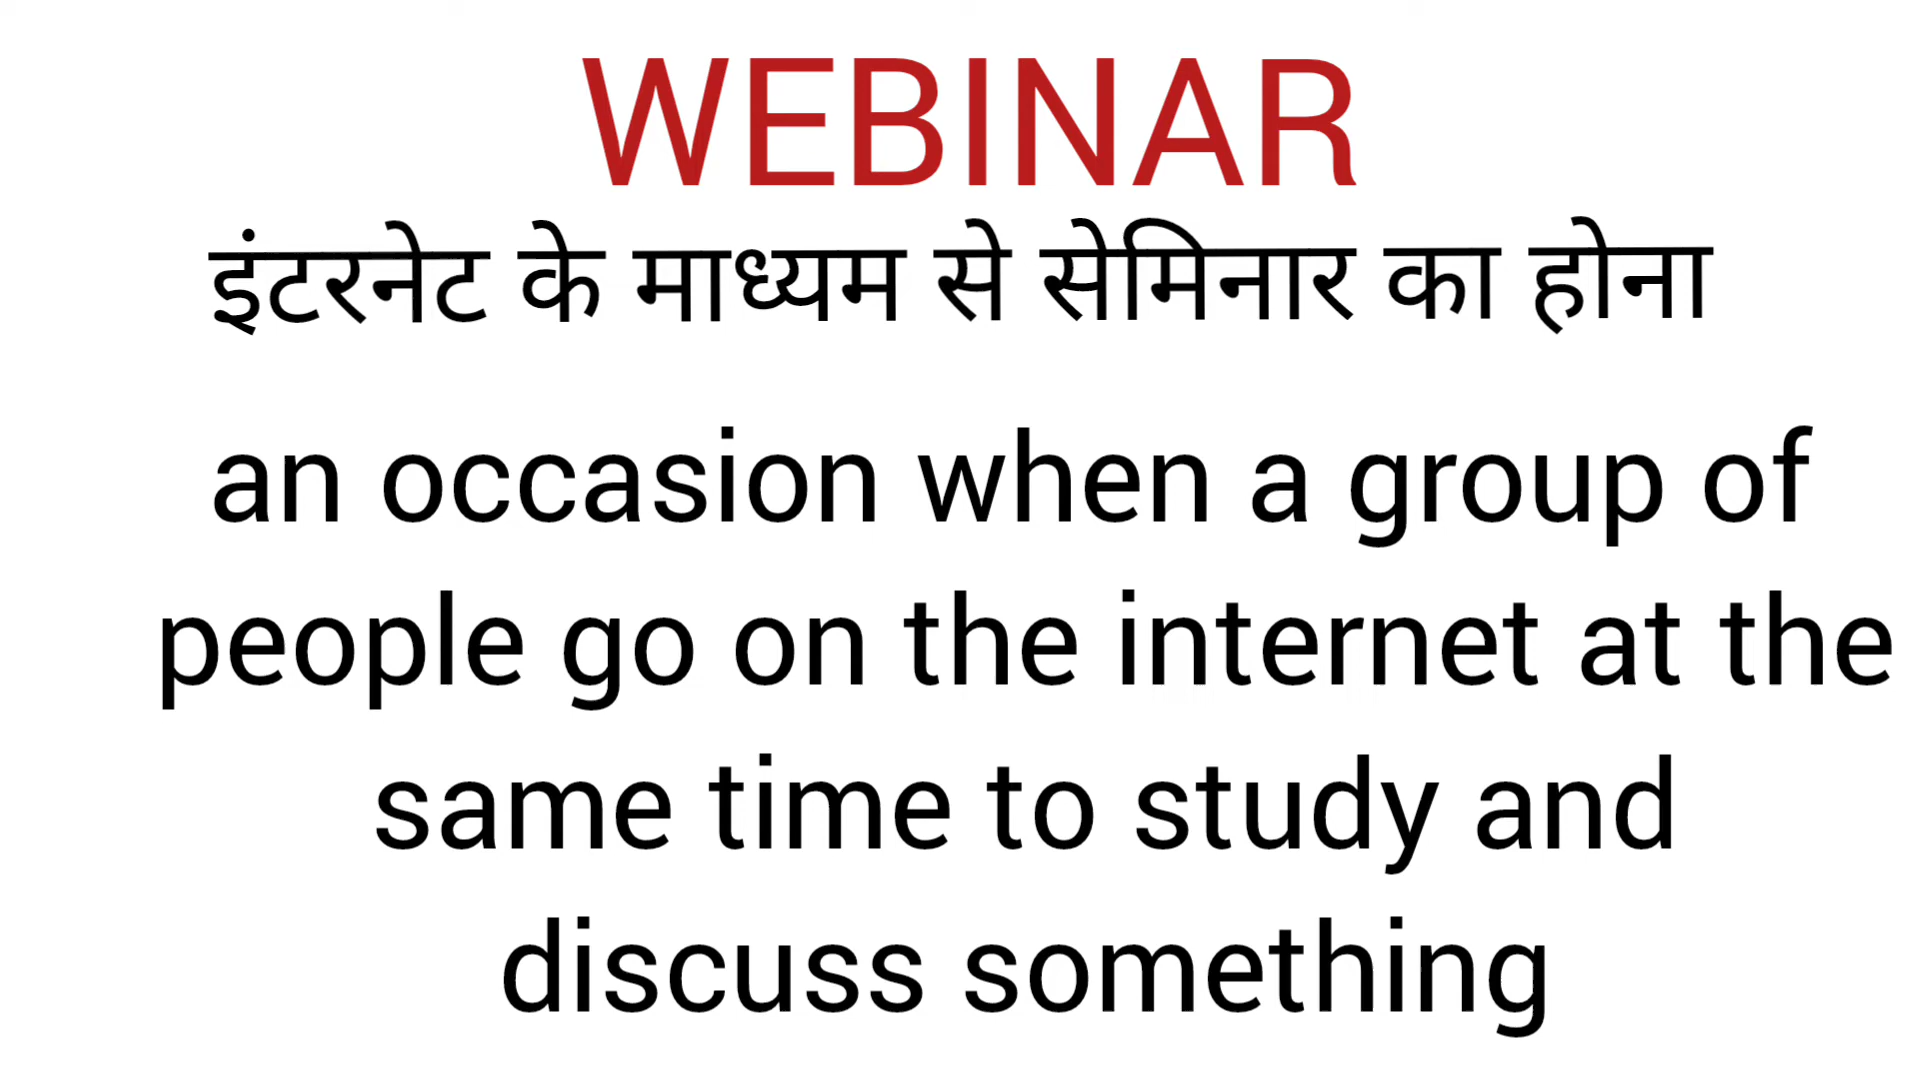 WEBINAR
इंटरनेट के माध्यम से सेमिनार का होना
an occasion when a group of
people go on the internet at the
same time to study and
discuss something